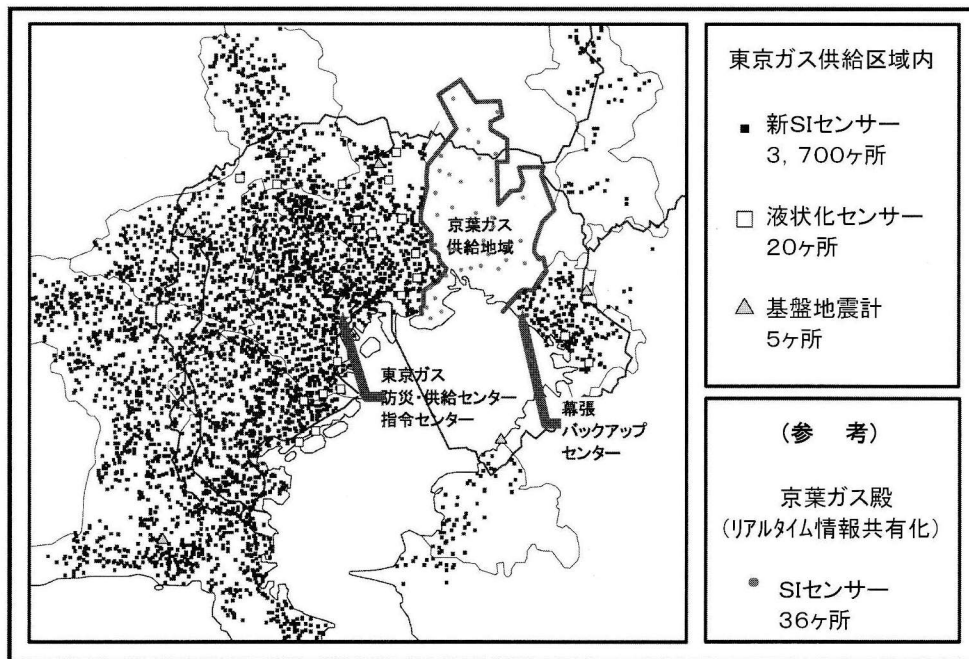 京葉ガス
供給地域
東京ガス
防災・供給センター
指令センター
幕張
バックアップ
センター
東京ガス供給区域内
新SIセンサー
3,700ヶ所
液状化センサー
20ヶ所
基盤地震計
5ヶ所
(参 考)
京葉ガス殿
(リアルタイム情報共有化)
SIセンサー
36ヶ所